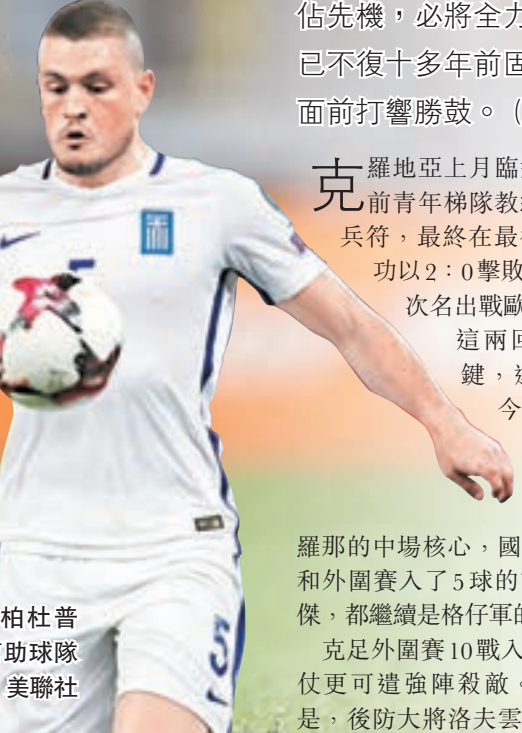 佔先機，必將全力
已不復十多年前固
面前打響勝鼓。（
克羅地亞上月臨
前青年梯隊教
兵符，最終在最
功以2：0擊敗
次名出戰歐
這兩回
鍵，
今
羅那的中場核心，國
和外圍賽入了5球的
傑，都繼續是格仔軍的
克足外圍賽10戰入
仗更可遣強陣殺敵。
是，後防大將洛夫雲
柏杜普
助球隊
美聯社
5